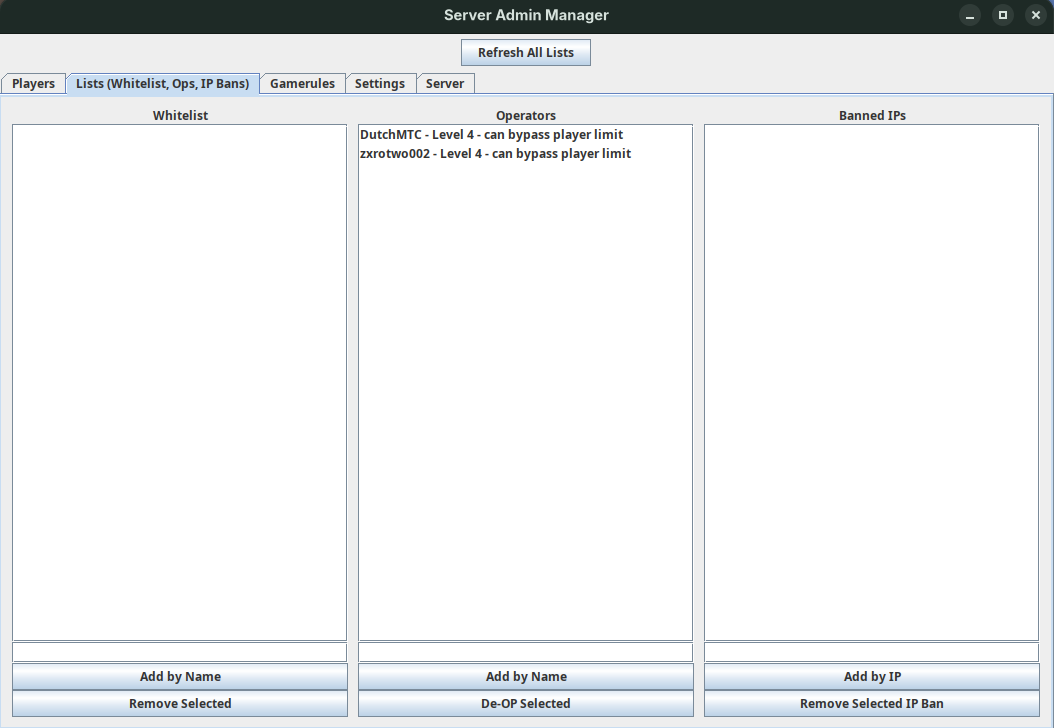 Server Admin Manager
Refresh All Lists
Players
Lists (Whitelist, Ops, IP Bans)
Gamerules
Settings
Server
Whitelist
Operators
Banned IPs
DutchMTC - Level 4 - can bypass player limit
zxrotwo002 - Level 4 - can bypass player limit
Add by Name
Add by Name
Add by IP
Remove Selected
De-OP Selected
Remove Selected IP Ban